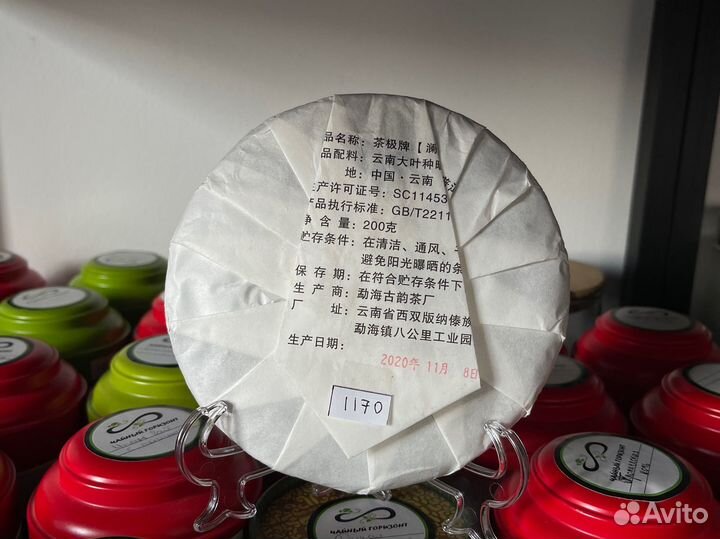 品名称: 茶极牌【澜
品配料: 云南大叶种
地: 中国·云南
生产许可证号: SC11453
产品执行标准: GB/T2211
净 含 量: 200克
贮存条件: 在清洁、通风、
避免阳光曝晒的条
保 存 期: 在符合贮存条件下
生 产 商: 勐海古韵茶厂
厂 址: 云南省西双版纳傣族
勐海镇八公里工业园
生产日期:
2020年 11月 8日
1170
ЧАЙНЫЙ ГОРИЗОНТ
ЧАЙНЫЙ ГОРИЗОНТ
ЧАЙНЫЙ ГОРИЗОНТ
Avito